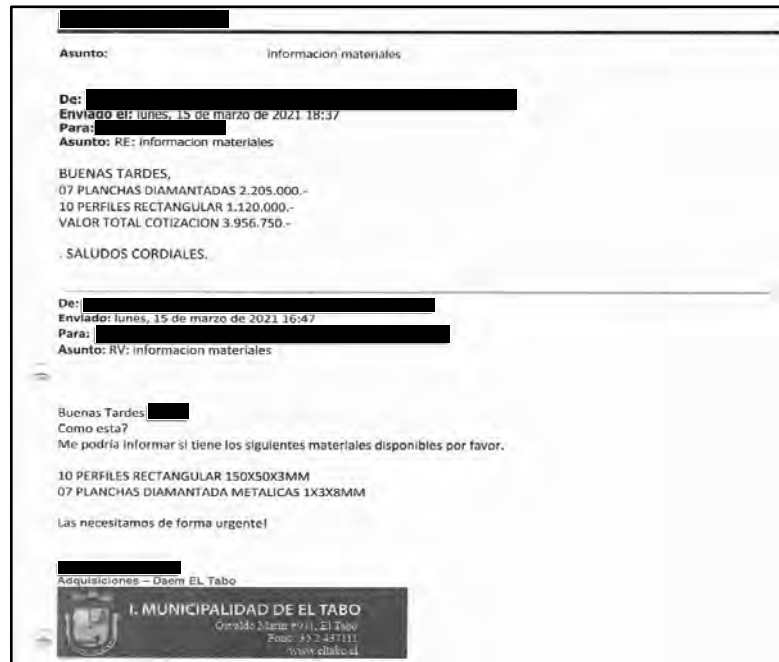 Asunto: informacion materiales
De:
Enviado el: lunes, 15 de marzo de 2021 18:37
Para:
Asunto: RE: informacion materiales
BUENAS TARDES,
07 PLANCHAS DIAMANTADAS 2.205.000.-
10 PERFILES RECTANGULAR 1.120.000.-
VALOR TOTAL COTIZACION 3.956.750.-
. SALUDOS CORDIALES.
De:
Enviado: lunes, 15 de marzo de 2021 16:47
Para:
Asunto: RV: informacion materiales
Buenas Tardes
Como esta?
Me podría informar si tiene los siguientes materiales disponibles por favor.
10 PERFILES RECTANGULAR 150X50X3MM
07 PLANCHAS DIAMANTADA METALICAS 1X3X8MM
Las necesitamos de forma urgente!
Adquisiciones – Daem EL Tabo
I. MUNICIPALIDAD DE EL TABO
El Tabo
www.eltabo.cl